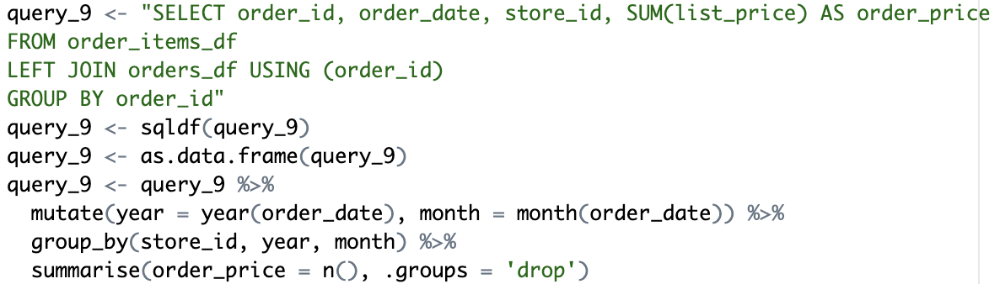 query_9 <- "SELECT order_id, order_date, store_id, SUM(list_price) AS order_price
FROM order_items_df
LEFT JOIN orders_df USING (order_id)
GROUP BY order_id"
query_9 <- sqldf(query_9)
query_9 <- as.data.frame(query_9)
query_9 <- query_9 %>%
  mutate(year = year(order_date), month = month(order_date)) %>%
  group_by(store_id, year, month) %>%
  summarise(order_price = n(), .groups = 'drop')